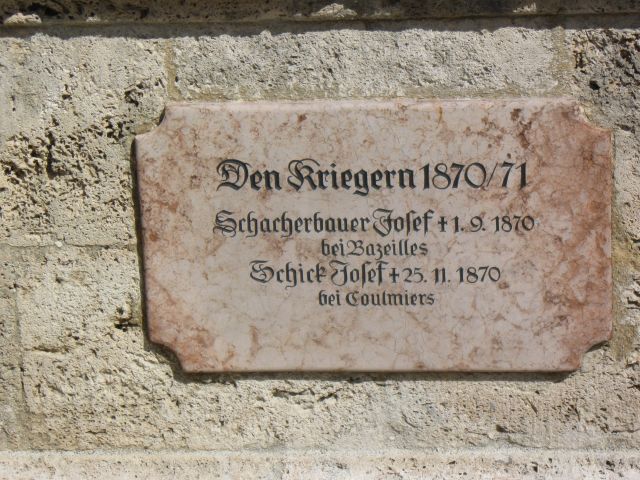 Den Kriegern 1870/71
Schacherbauer Josef + 1. 9. 1870
bei Bazeilles
Schick Josef + 25. 11. 1870
bei Coulmiers